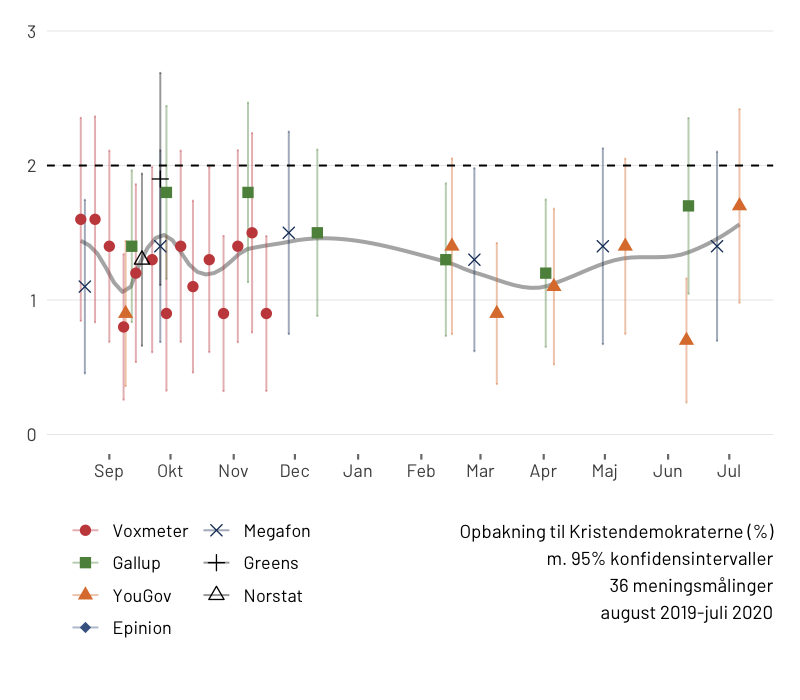 3
2
1
0
Sep Okt Nov Dec Jan Feb Mar Apr Maj Jun Jul
Voxmeter Megafon
Gallup Greens
YouGov Norstat
Epinion
Opbakning til Kristendemokraterne (%)
m. 95% konfidensintervaller
36 meningsmålinger
august 2019-juli 2020